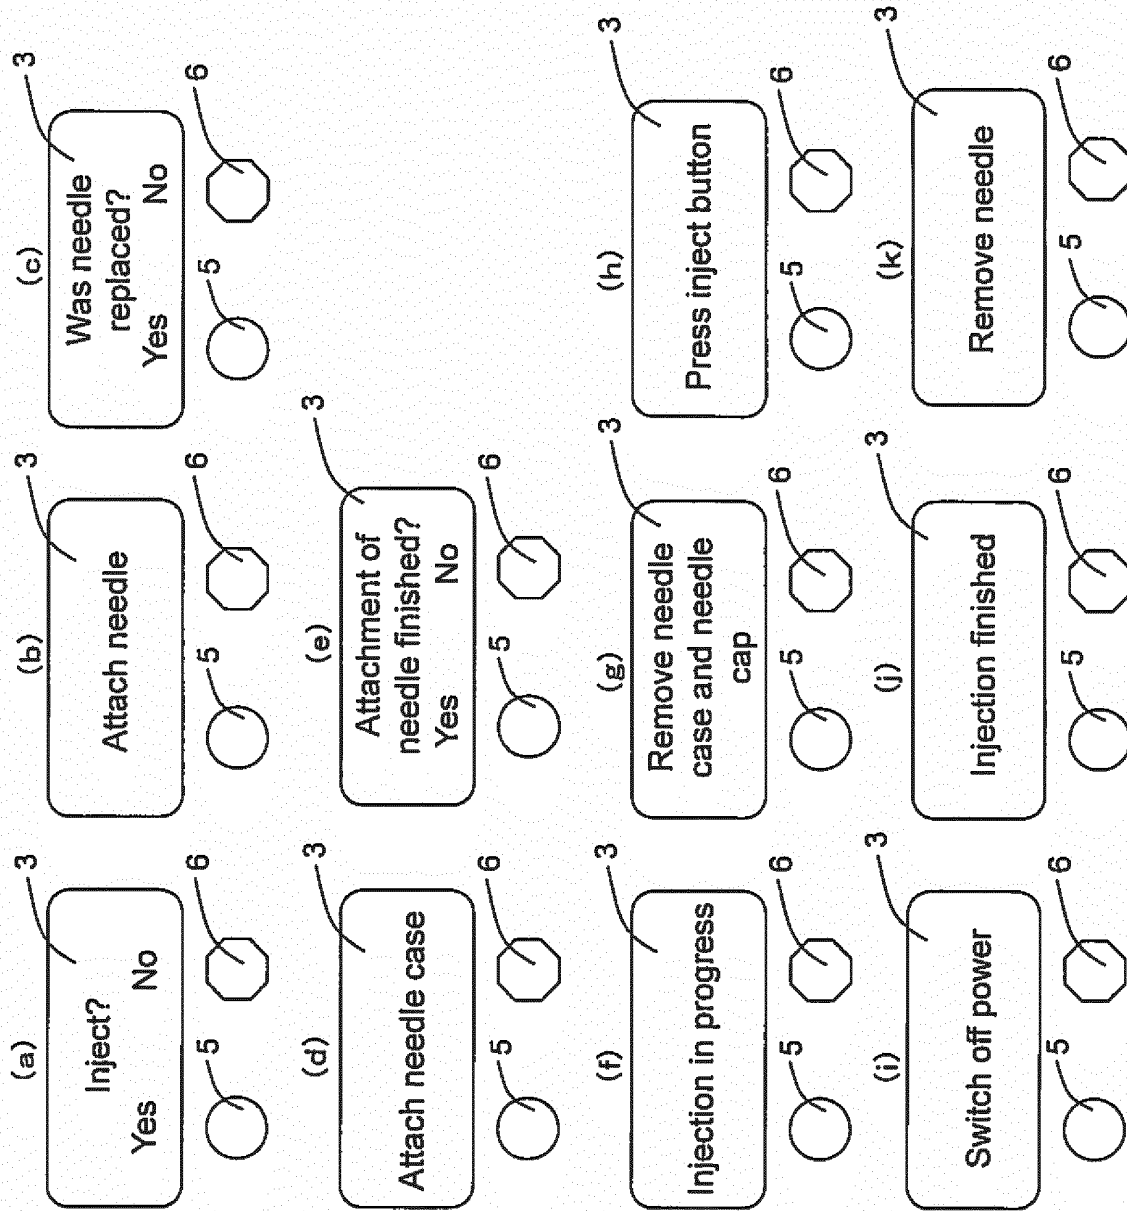 (a)
3
Inject?
Yes No
5 6
(b)
3
Attach needle
5 6
(c)
3
Was needle
replaced?
Yes No
5 6
(d)
3
Attach needle case
5 6
(e)
3
Attachment of
needle finished?
Yes No
5 6
(f)
3
Injection in progress
5 6
(g)
3
Remove needle
case and needle
cap
5 6
(h)
3
Press inject button
5 6
(i)
3
Switch off power
5 6
(j)
3
Injection finished
5 6
(k)
3
Remove needle
5 6